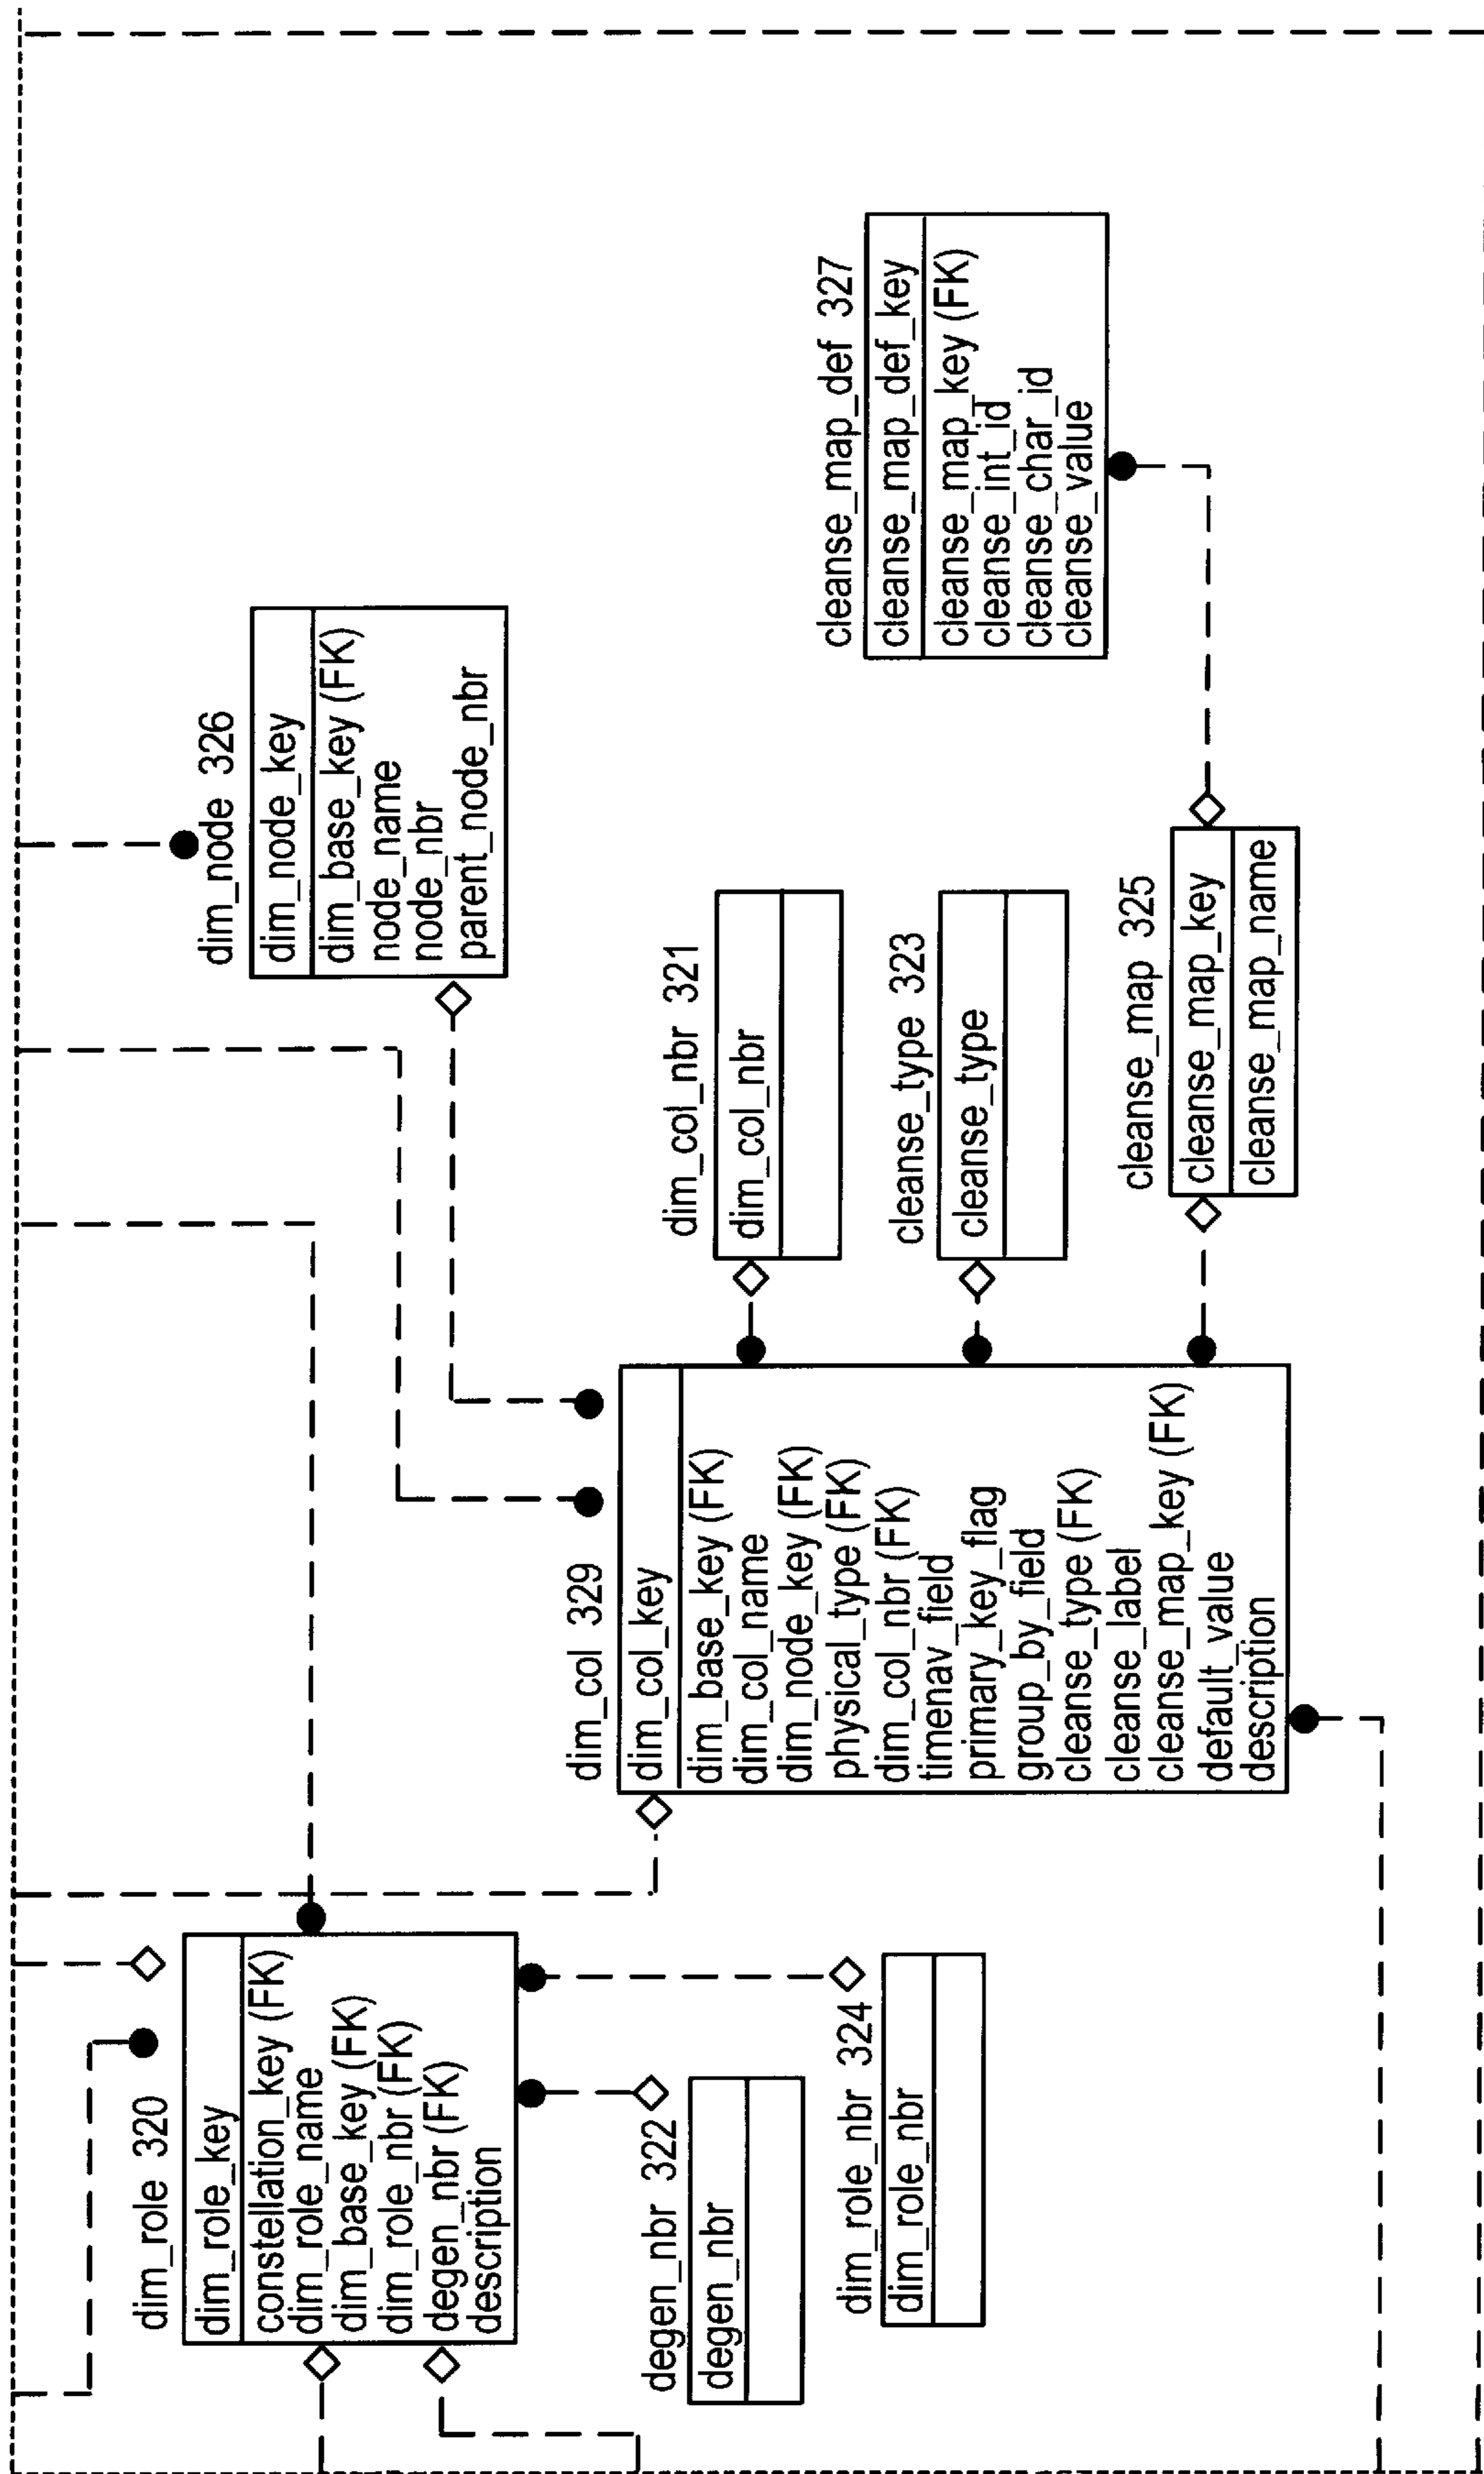 dim_role 320
dim_role_key
constellation_key (FK)
dim_role_name
dim_base_key (FK)
dim_role_nbr (FK)
degen_nbr (FK)
description
degen_nbr 322
degen_nbr
dim_role_nbr 324
dim_role_nbr
dim_col 329
dim_col_key
dim_base_key (FK)
dim_col_name
dim_node_key (FK)
physical_type (FK)
dim_col_nbr (FK)
timenav_field
primary_key_flag
group_by_field
cleanse_type (FK)
cleanse_label
cleanse_map_key (FK)
default_value
description
dim_node 326
dim_node_key
dim_base_key (FK)
node_name
node_nbr
parent_node_nbr
dim_col_nbr 321
dim_col_nbr
cleanse_type 323
cleanse_type
cleanse_map 325
cleanse_map_key
cleanse_map_name
cleanse_map_def 327
cleanse_map_def_key
cleanse_map_key (FK)
cleanse_int_id
cleanse_char_id
cleanse_value